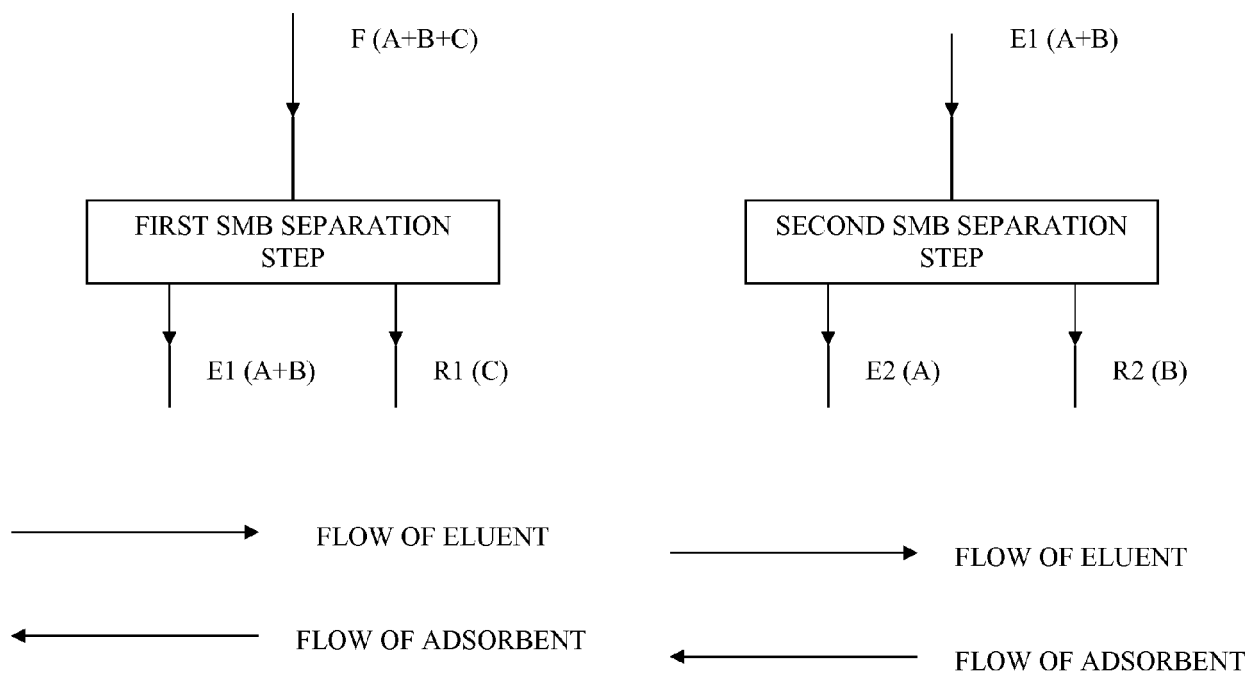 F (A+B+C)
FIRST SMB SEPARATION
STEP
E1 (A+B)
R1 (C)
FLOW OF ELUENT
FLOW OF ADSORBENT
E1 (A+B)
SECOND SMB SEPARATION
STEP
E2 (A)
R2 (B)
FLOW OF ELUENT
FLOW OF ADSORBENT